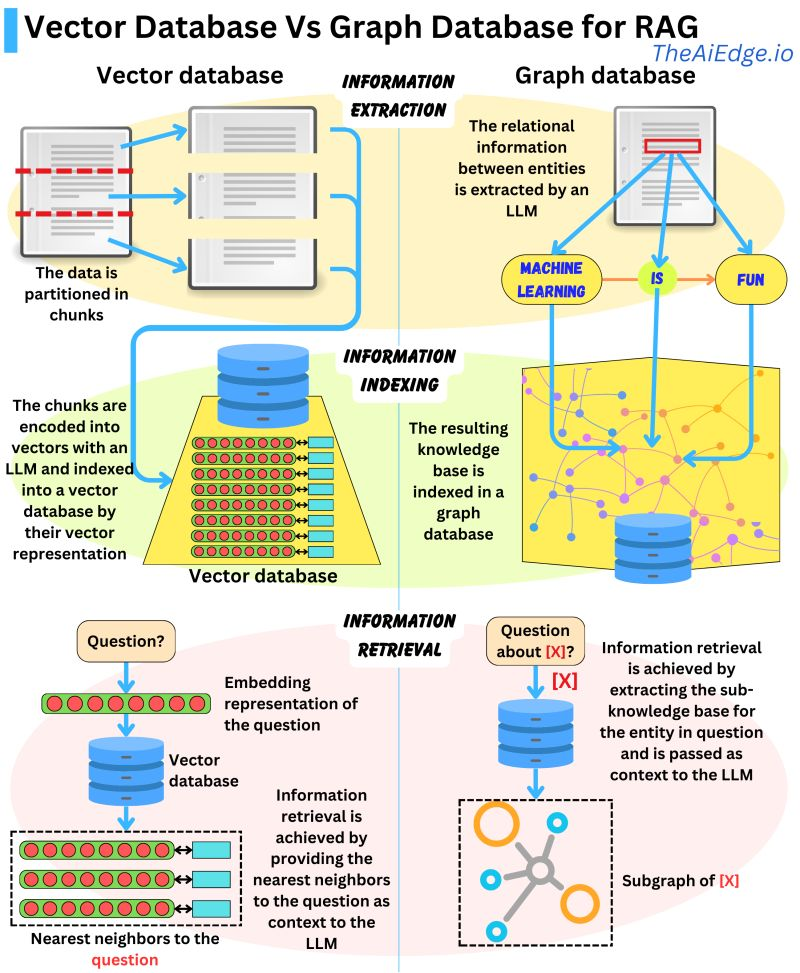 Vector Database Vs Graph Database for RAG
TheAiEdge.io
Vector database
INFORMATION
EXTRACTION
Graph database
The relational
information
between entities
is extracted by an
LLM
The data is
partitioned in
chunks
MACHINE
LEARNING
IS
FUN
INFORMATION
INDEXING
The chunks are
encoded into
vectors with an
LLM and indexed
into a vector
database by
their vector
representation
Vector database
The resulting
knowledge
base is
indexed in a
graph
database
INFORMATION
RETRIEVAL
Question?
Embedding
representation of
the question
Vector
database
Information
retrieval is
achieved by
providing the
nearest neighbors
to the question as
context to the
LLM
Nearest neighbors to the
question
Question
about [X]?
[X]
Information retrieval
is achieved by
extracting the sub-
knowledge base for
the entity in question
and is passed as
context to the LLM
Subgraph of [X]